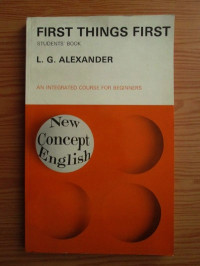 FIRST THINGS FIRST
STUDENTS' BOOK
L. G. ALEXANDER
AN INTEGRATED COURSE FOR BEGINNERS
New
Concept
English